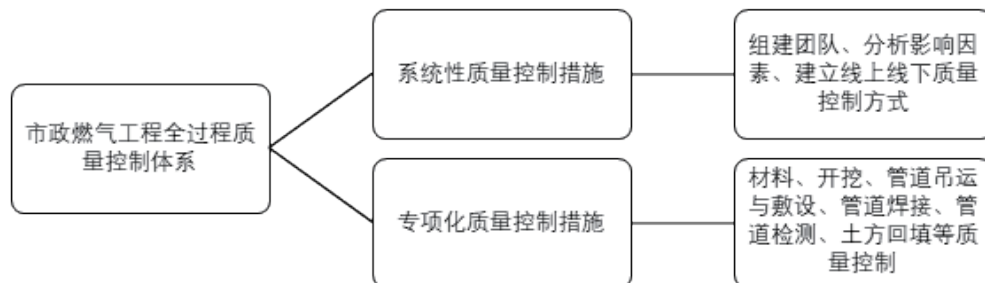 市政燃气工程全过程质
量控制体系
系统性质量控制措施
组建团队、分析影响因
素、建立线上线下质量
控制方式
专项化质量控制措施
材料、开挖、管道吊运
与敷设、管道焊接、管
道检测、土方回填等质
量控制